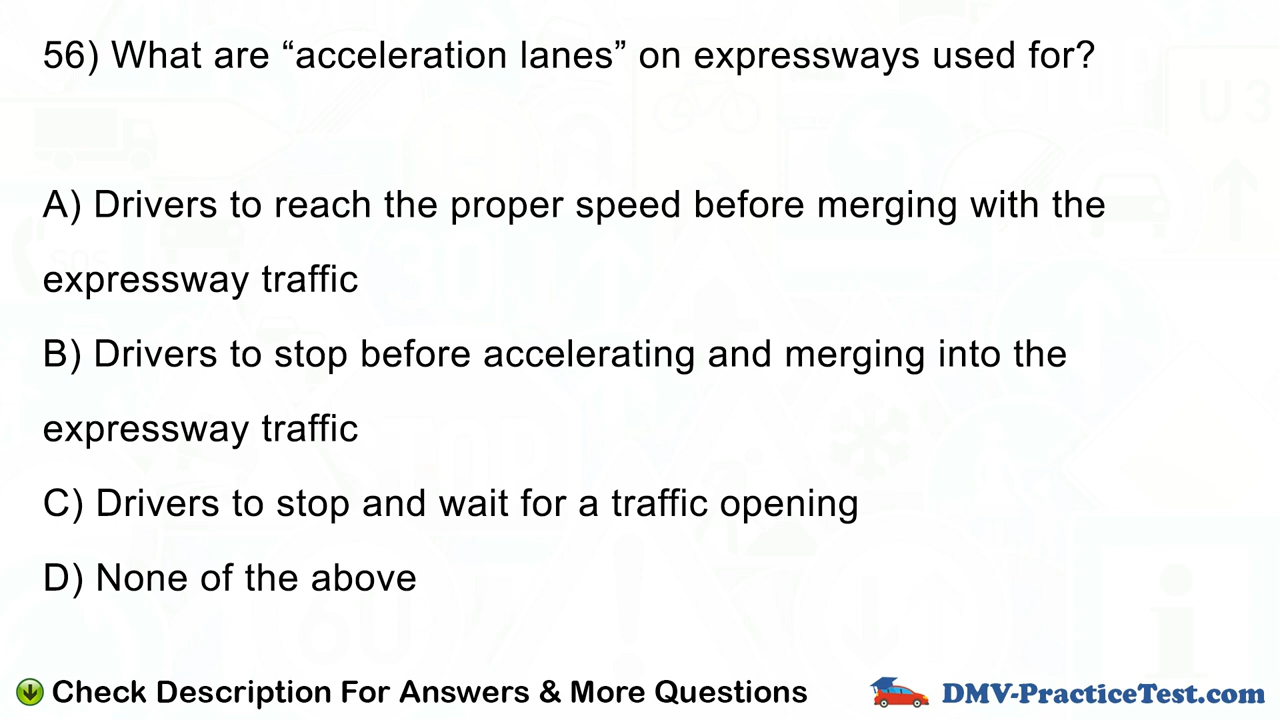 56) What are “acceleration lanes” on expressways used for?
A) Drivers to reach the proper speed before merging with the
expressway traffic
B) Drivers to stop before accelerating and merging into the
expressway traffic
C) Drivers to stop and wait for a traffic opening
D) None of the above
Check Description For Answers & More Questions
DMV-PracticeTest.com